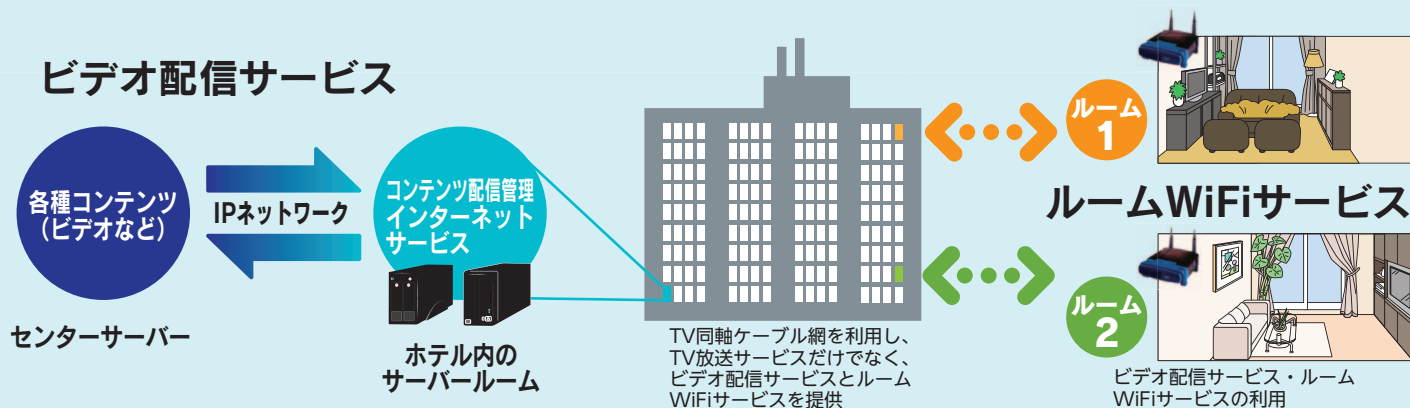 ビデオ配信サービス
各種コンテンツ
(ビデオなど)
センターサーバー
IPネットワーク
コンテンツ配信管理
インターネット
サービス
ホテル内の
サーバールーム
TV同軸ケーブル網を利用し、
TV放送サービスだけでなく、
ビデオ配信サービスとルーム
WiFiサービスを提供
ルーム
1
ルームWiFiサービス
ルーム
2
ビデオ配信サービス・ルーム
WiFiサービスの利用